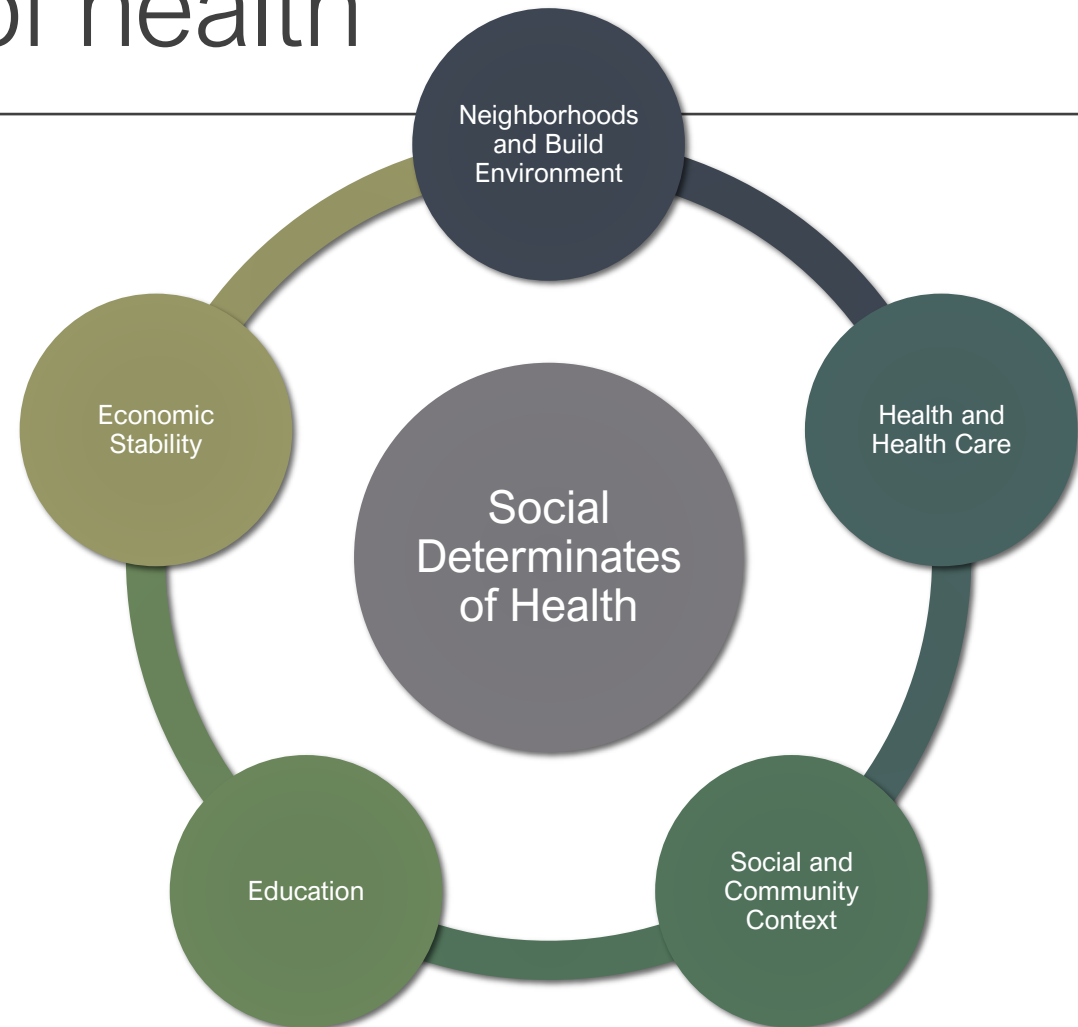 of health
Neighborhoods
and Build
Environment
Health and
Health Care
Social and
Community
Context
Education
Economic
Stability
Social
Determinates
of Health